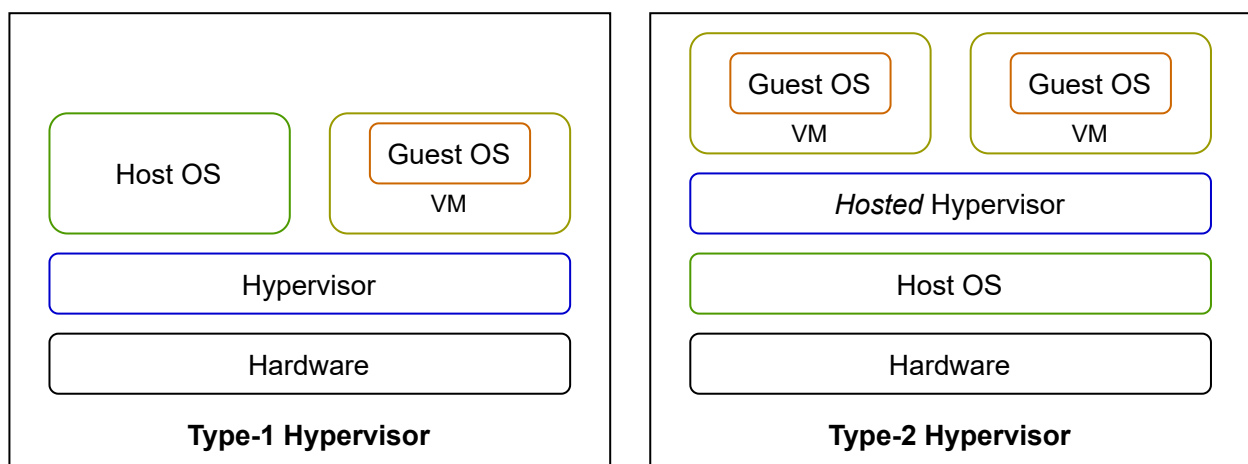 Host OS
Guest OS
VM
Hypervisor
Hardware
Type-1 Hypervisor
Guest OS
VM
Guest OS
VM
Hosted Hypervisor
Host OS
Hardware
Type-2 Hypervisor